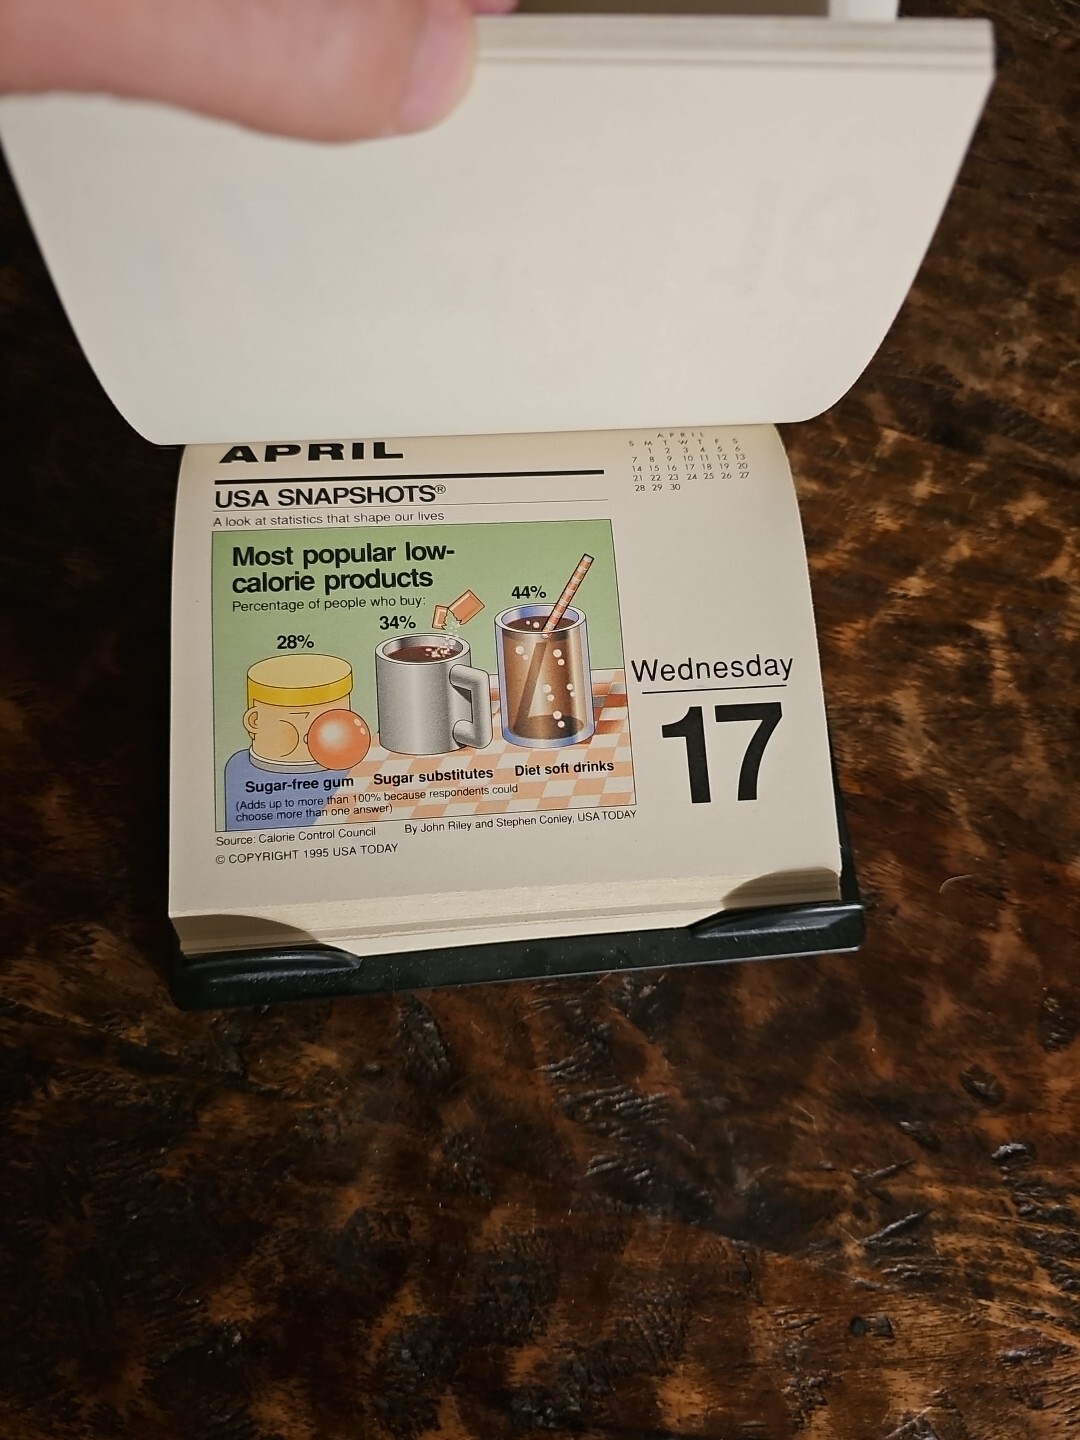 APRIL
USA SNAPSHOTS®
A look at statistics that shape our lives
Most popular low-
calorie products
Percentage of people who buy:
28%
34%
44%
Sugar-free gum
Sugar substitutes
Diet soft drinks
(Adds up to more than 100% because respondents could
choose more than one answer)
Source: Calorie Control Council
By John Riley and Stephen Conley, USA TODAY
© COPYRIGHT 1995 USA TODAY
APRIL
S M T W T F S
1 2 3 4 5 6
7 8 9 10 11 12 13
14 15 16 17 18 19 20
21 22 23 24 25 26 27
28 29 30
Wednesday
17